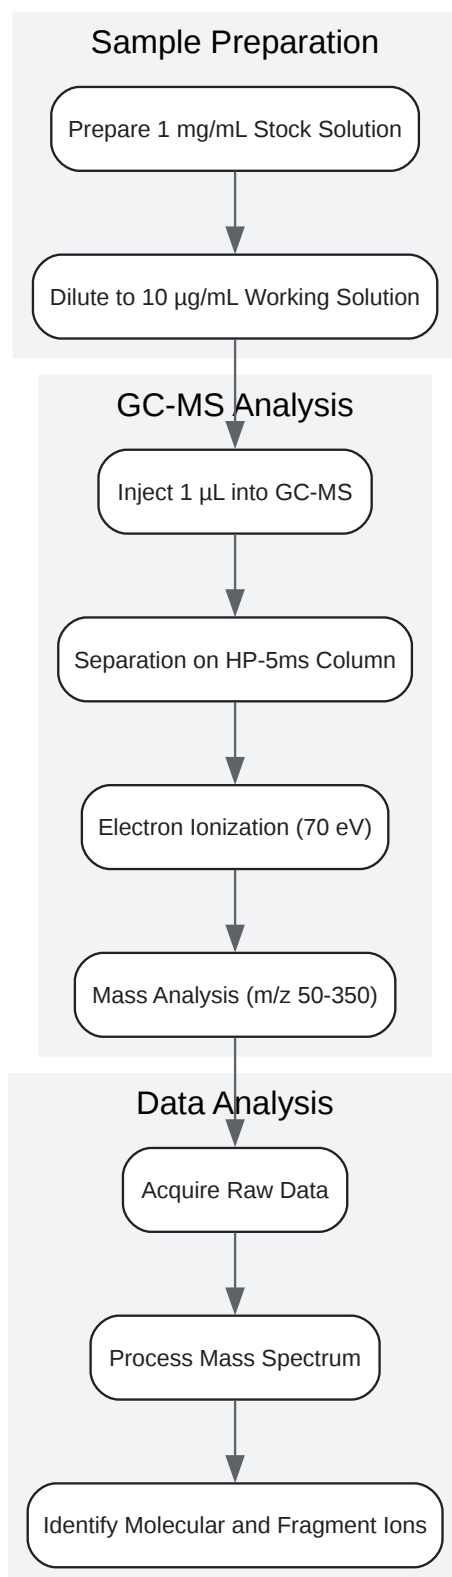 Sample Preparation
Prepare 1 mg/mL Stock Solution
Dilute to 10 µg/mL Working Solution
GC-MS Analysis
Inject 1 µL into GC-MS
Separation on HP-5ms Column
Electron Ionization (70 eV)
Mass Analysis (m/z 50-350)
Data Analysis
Acquire Raw Data
Process Mass Spectrum
Identify Molecular and Fragment Ions